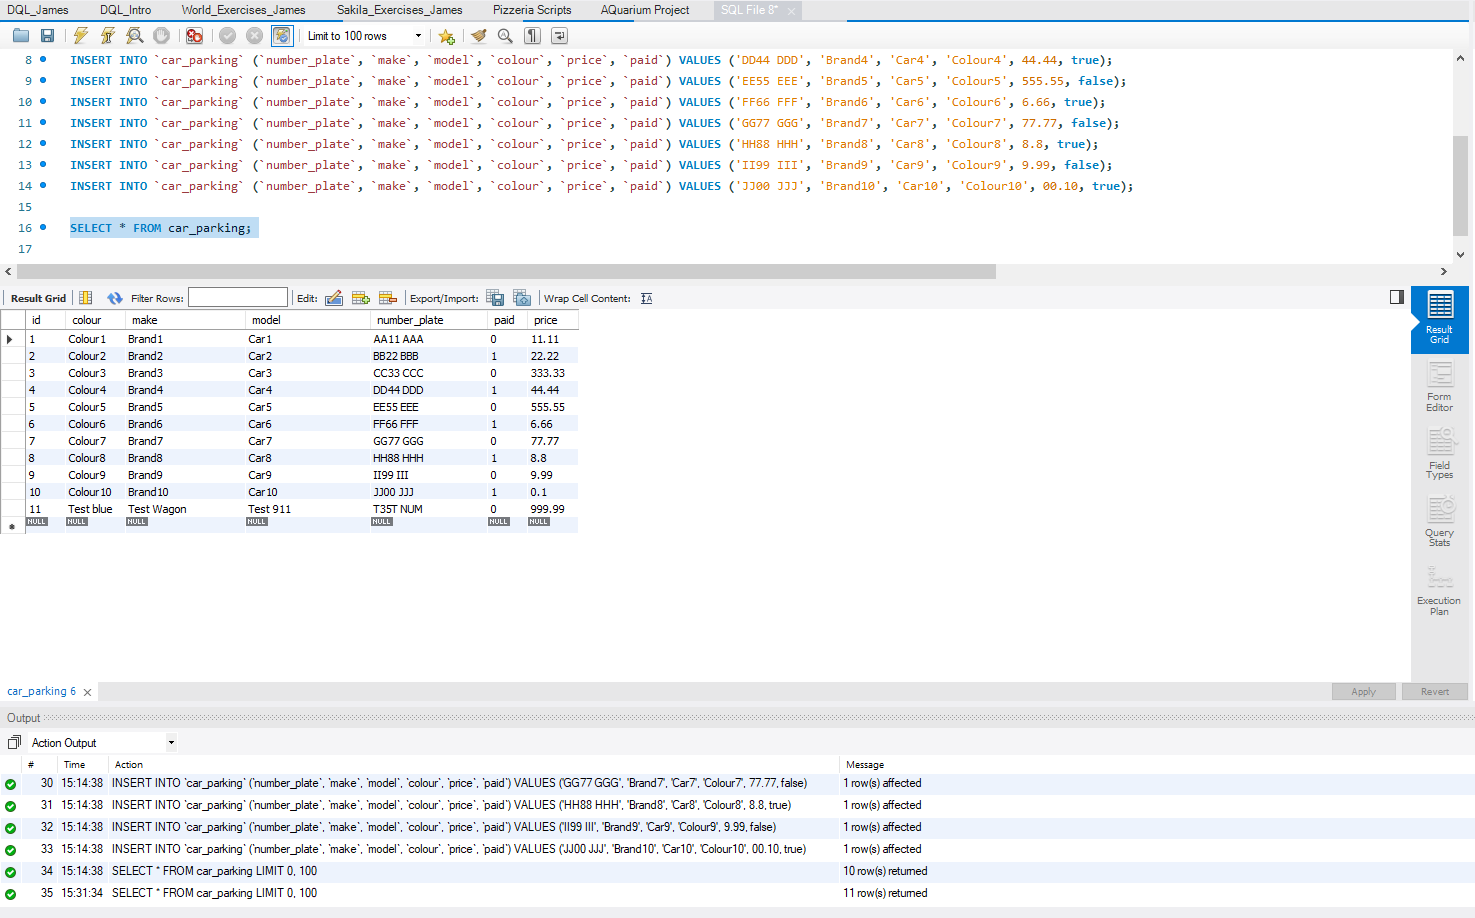 DQL_James DQL_Intro World_Exercises_James Sakila_Exercises_James Pizzeria Scripts AQuarium Project SQL File 8*
Limit to 100 rows
8 INSERT INTO `car_parking` (`number_plate`, `make`, `model`, `colour`, `price`, `paid`) VALUES ('DD44 DDD', 'Brand4', 'Car4', 'Colour4', 44.44, true);
9 INSERT INTO `car_parking` (`number_plate`, `make`, `model`, `colour`, `price`, `paid`) VALUES ('EE55 EEE', 'Brand5', 'Car5', 'Colour5', 555.55, false);
10 INSERT INTO `car_parking` (`number_plate`, `make`, `model`, `colour`, `price`, `paid`) VALUES ('FF66 FFF', 'Brand6', 'Car6', 'Colour6', 6.66, true);
11 INSERT INTO `car_parking` (`number_plate`, `make`, `model`, `colour`, `price`, `paid`) VALUES ('GG77 GGG', 'Brand7', 'Car7', 'Colour7', 77.77, false);
12 INSERT INTO `car_parking` (`number_plate`, `make`, `model`, `colour`, `price`, `paid`) VALUES ('HH88 HHH', 'Brand8', 'Car8', 'Colour8', 8.8, true);
13 INSERT INTO `car_parking` (`number_plate`, `make`, `model`, `colour`, `price`, `paid`) VALUES ('II99 III', 'Brand9', 'Car9', 'Colour9', 9.99, false);
14 INSERT INTO `car_parking` (`number_plate`, `make`, `model`, `colour`, `price`, `paid`) VALUES ('JJ00 JJJ', 'Brand10', 'Car10', 'Colour10', 00.10, true);
15
16 SELECT * FROM car_parking;
17
Result Grid Filter Rows: Edit: Export/Import: Wrap Cell Content:
id colour make model number_plate paid price
1 Colour1 Brand1 Car1 AA11 AAA 0 11.11
2 Colour2 Brand2 Car2 BB22 BBB 1 22.22
3 Colour3 Brand3 Car3 CC33 CCC 0 333.33
4 Colour4 Brand4 Car4 DD44 DDD 1 44.44
5 Colour5 Brand5 Car5 EE55 EEE 0 555.55
6 Colour6 Brand6 Car6 FF66 FFF 1 6.66
7 Colour7 Brand7 Car7 GG77 GGG 0 77.77
8 Colour8 Brand8 Car8 HH88 HHH 1 8.8
9 Colour9 Brand9 Car9 II99 III 0 9.99
10 Colour10 Brand10 Car10 JJ00 JJJ 1 0.1
11 Test blue Test Wagon Test 911 T35T NUM 0 999.99
NULL NULL NULL NULL NULL NULL NULL
Result
Grid
Form
Editor
Field
Types
Query
Stats
Execution
Plan
car_parking 6 Apply Revert
Output
Action Output
# Time Action Message
30 15:14:38 INSERT INTO `car_parking` (`number_plate`, `make`, `model`, `colour`, `price`, `paid`) VALUES ('GG77 GGG', 'Brand7', 'Car7', 'Colour7', 77.77, false) 1 row(s) affected
31 15:14:38 INSERT INTO `car_parking` (`number_plate`, `make`, `model`, `colour`, `price`, `paid`) VALUES ('HH88 HHH', 'Brand8', 'Car8', 'Colour8', 8.8, true) 1 row(s) affected
32 15:14:38 INSERT INTO `car_parking` (`number_plate`, `make`, `model`, `colour`, `price`, `paid`) VALUES ('II99 III', 'Brand9', 'Car9', 'Colour9', 9.99, false) 1 row(s) affected
33 15:14:38 INSERT INTO `car_parking` (`number_plate`, `make`, `model`, `colour`, `price`, `paid`) VALUES ('JJ00 JJJ', 'Brand10', 'Car10', 'Colour10', 00.10, true) 1 row(s) affected
34 15:14:38 SELECT * FROM car_parking LIMIT 0, 100 10 row(s) returned
35 15:31:34 SELECT * FROM car_parking LIMIT 0, 100 11 row(s) returned